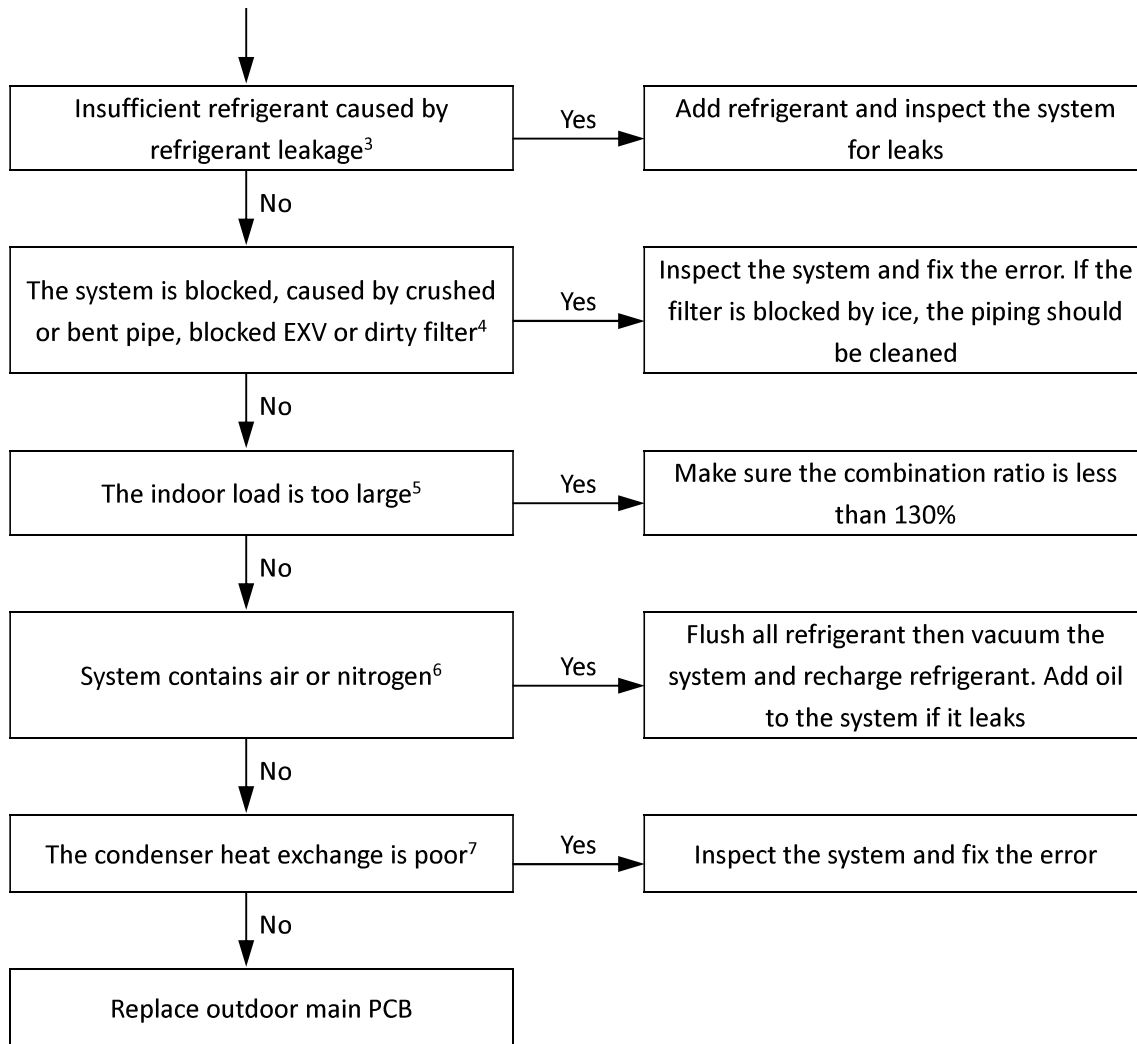 Insufficient refrigerant caused by
refrigerant leakage³
Yes
Add refrigerant and inspect the system
for leaks
No
The system is blocked, caused by crushed
or bent pipe, blocked EXV or dirty filter⁴
Yes
Inspect the system and fix the error. If the
filter is blocked by ice, the piping should
be cleaned
No
The indoor load is too large⁵
Yes
Make sure the combination ratio is less
than 130%
No
System contains air or nitrogen⁶
Yes
Flush all refrigerant then vacuum the
system and recharge refrigerant. Add oil
to the system if it leaks
No
The condenser heat exchange is poor⁷
Yes
Inspect the system and fix the error
No
Replace outdoor main PCB